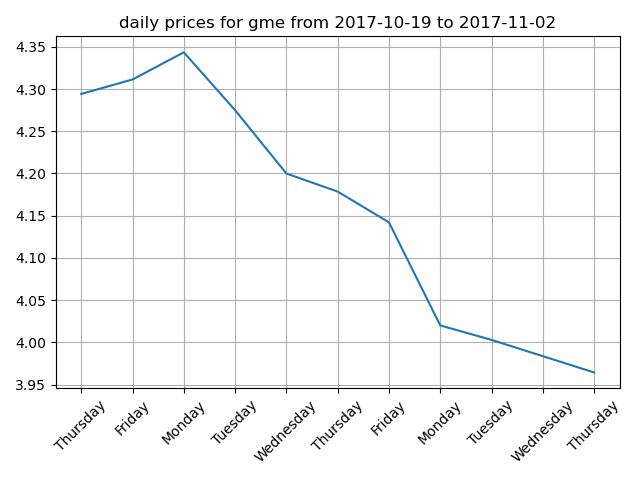 daily prices for gme from 2017-10-19 to 2017-11-02
4.35
4.30
4.25
4.20
4.15
4.10
4.05
4.00
3.95
Thursday
Friday
Monday
Tuesday
Wednesday
Thursday
Friday
Monday
Tuesday
Wednesday
Thursday